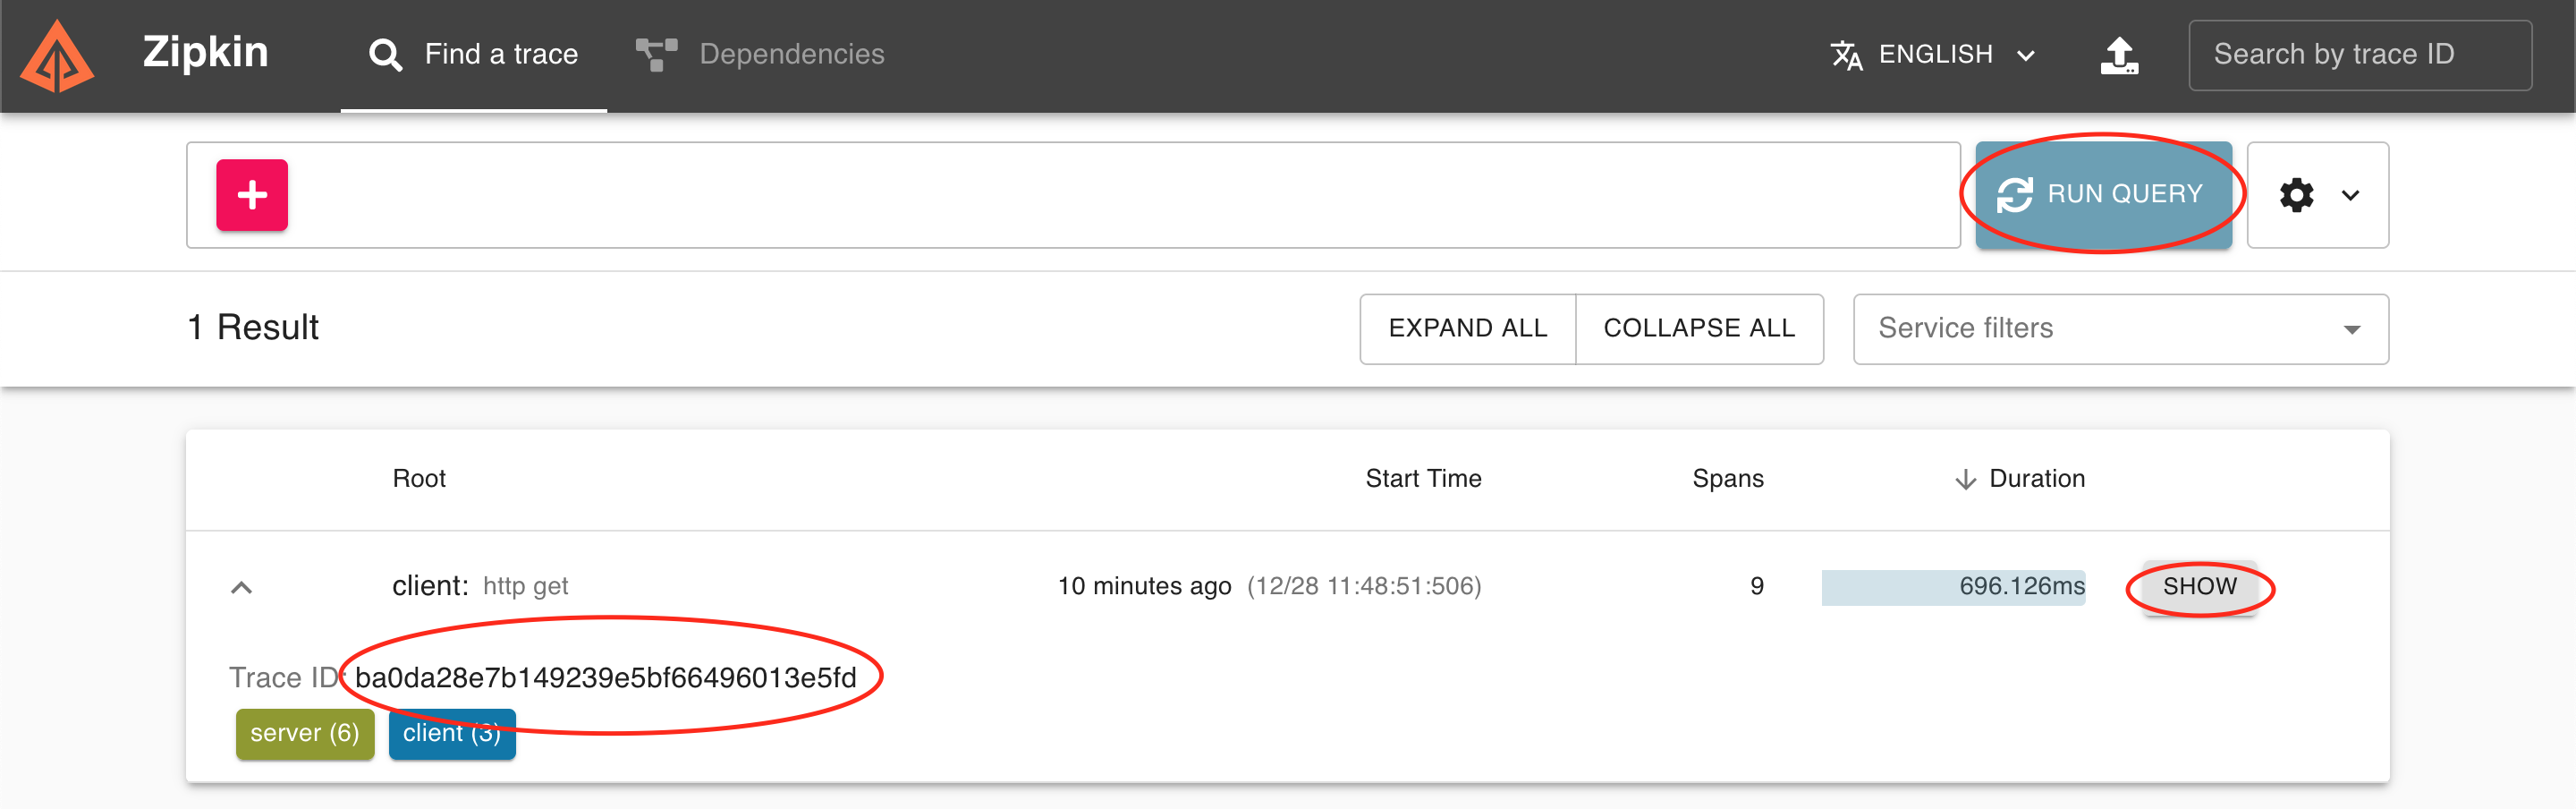 Zipkin Find a trace Dependencies ENGLISH Search by trace ID
RUN QUERY
1 Result EXPAND ALL COLLAPSE ALL Service filters
Root Start Time Spans Duration
client: http get 10 minutes ago (12/28 11:48:51:506) 9 696.126ms SHOW
Trace ID: ba0da28e7b149239e5bf66496013e5fd
server (6) client (3)